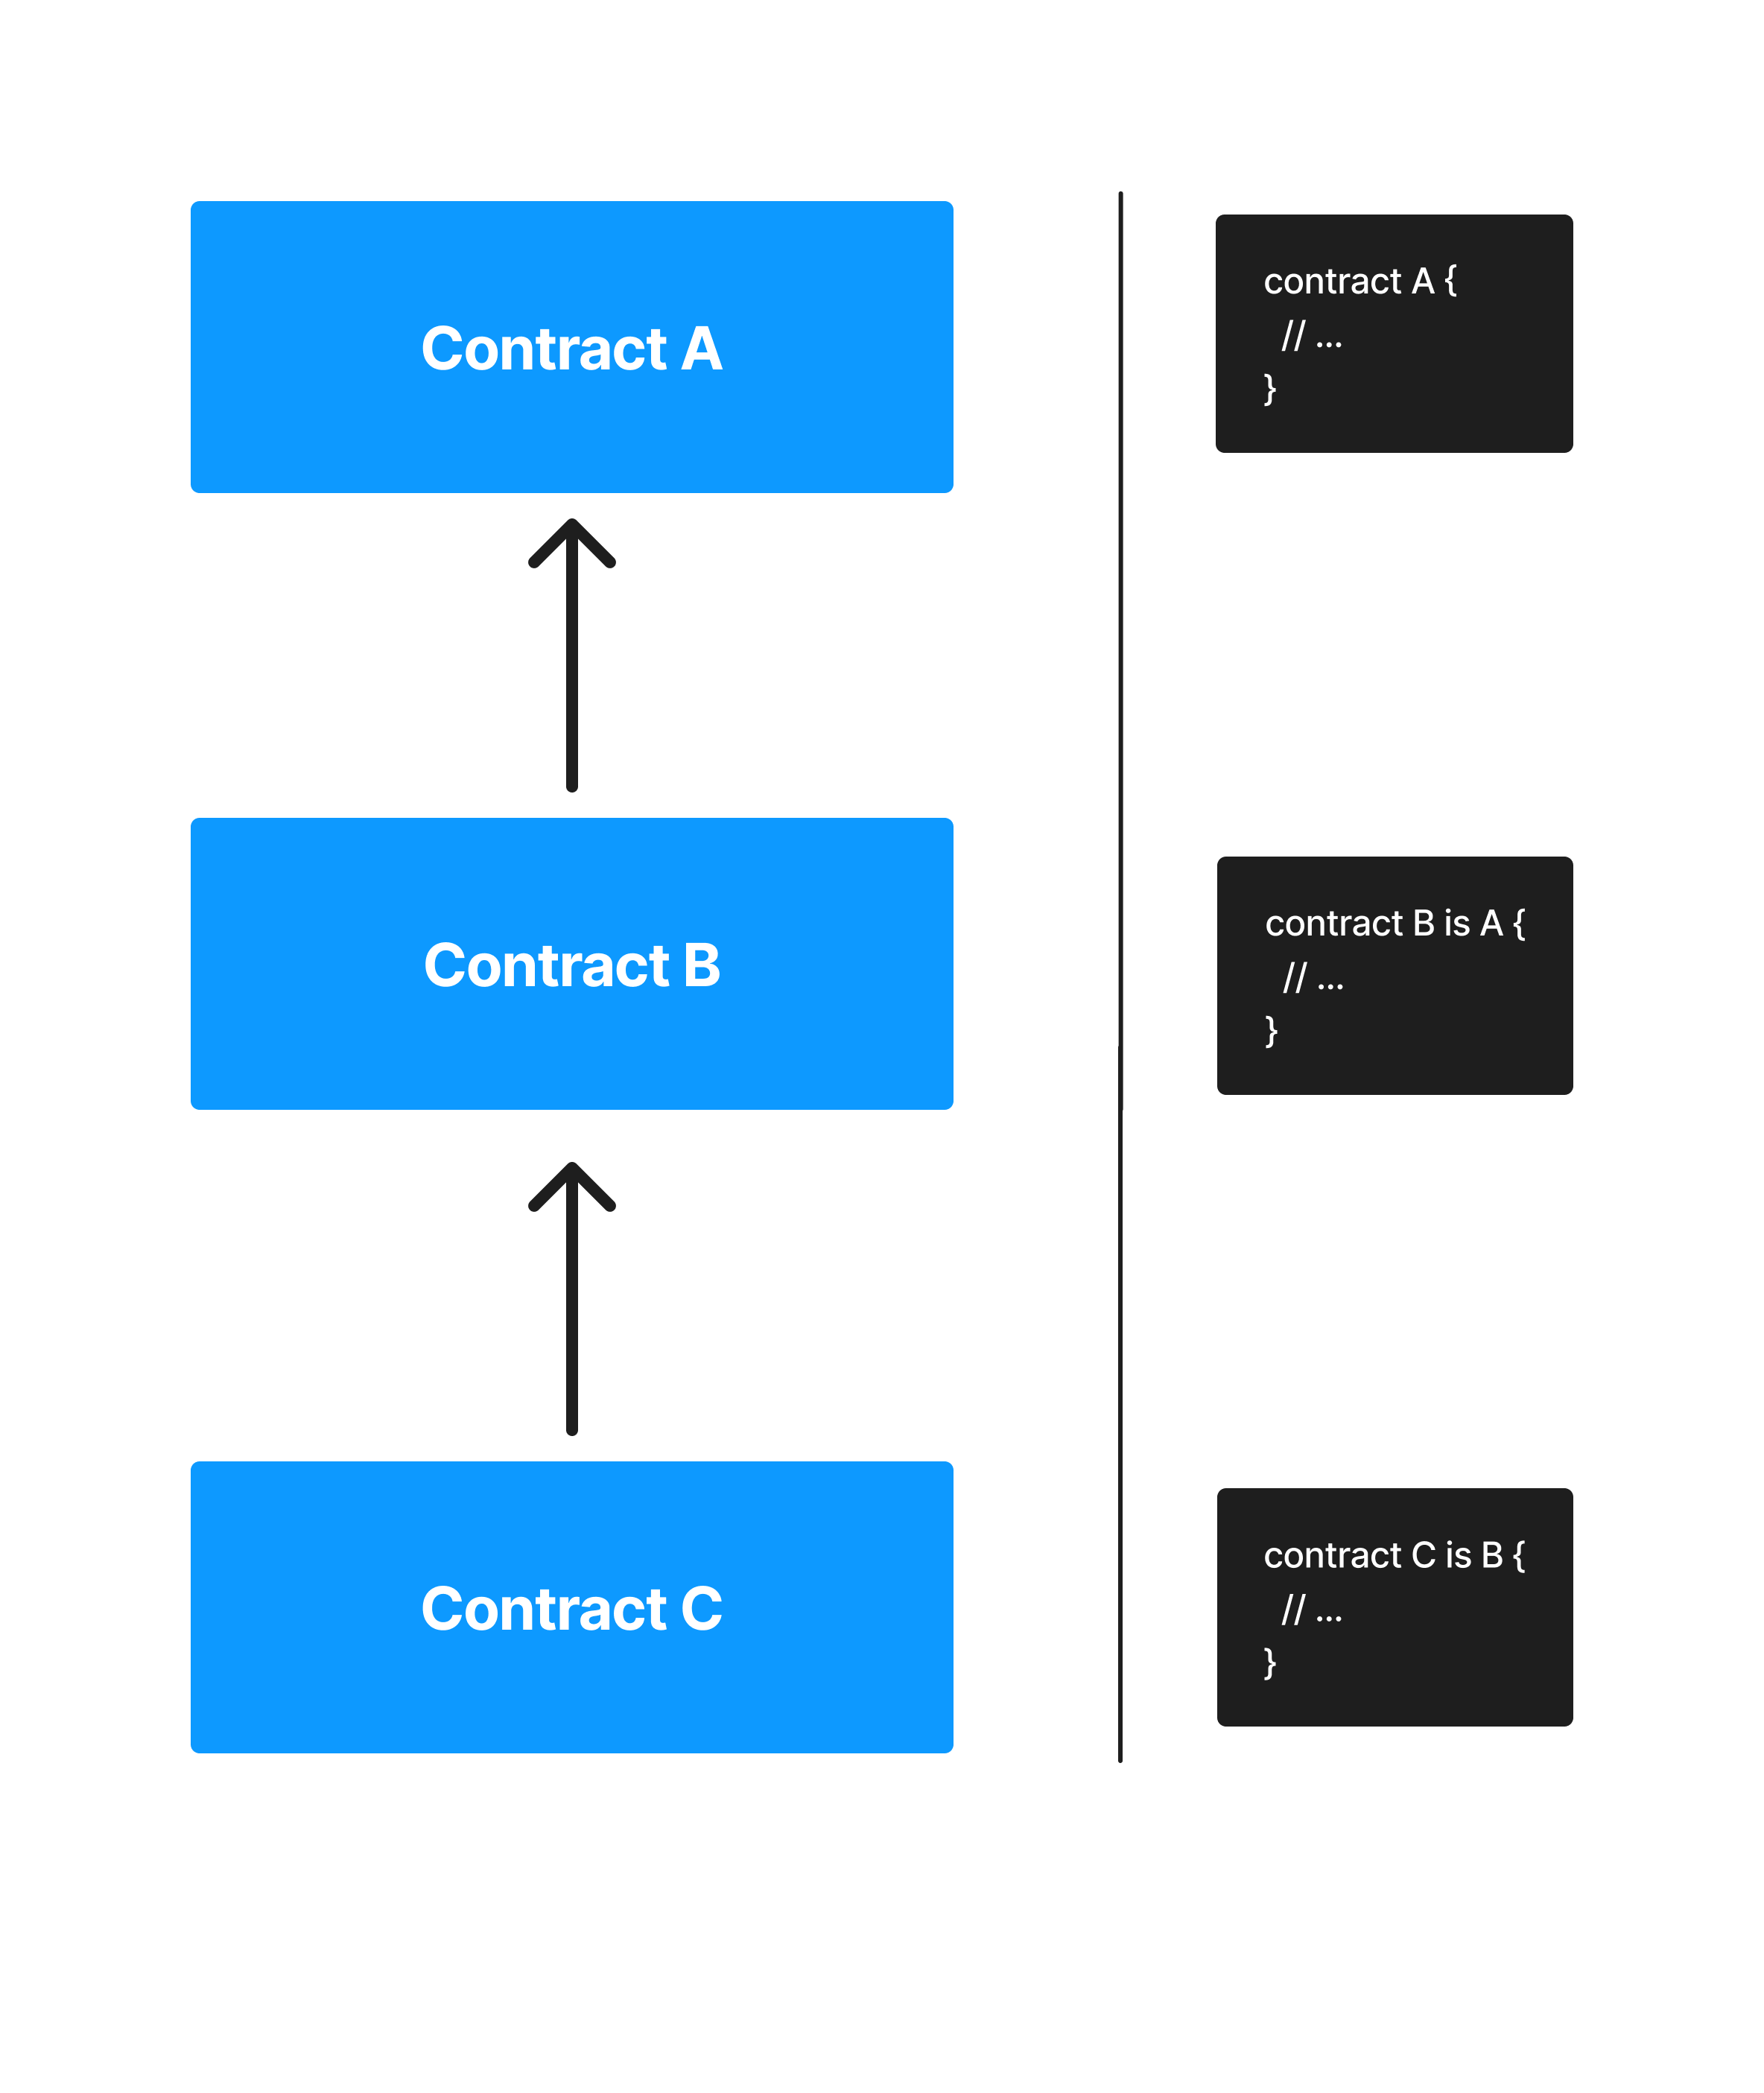 Contract A
contract A {
// ...
}
Contract B
contract B is A {
// ...
}
Contract C
contract C is B {
// ...
}